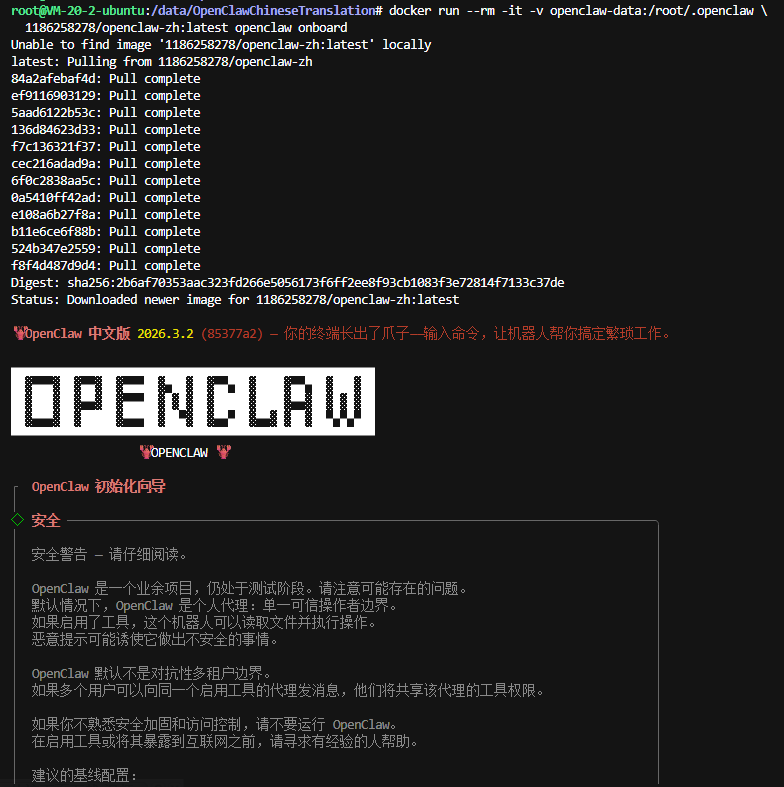 root@VM-20-2-ubuntu:/data/OpenClawChineseTranslation# docker run --rm -it -v openclaw-data:/root/.openclaw \
  1186258278/openclaw-zh:latest openclaw onboard
Unable to find image '1186258278/openclaw-zh:latest' locally
latest: Pulling from 1186258278/openclaw-zh
84a2afebaf4d: Pull complete
ef9116903129: Pull complete
5aad6122b53c: Pull complete
136d84623d33: Pull complete
f7c136321f37: Pull complete
cec216adad9a: Pull complete
6f0c2838aa5c: Pull complete
0a5410ff42ad: Pull complete
e108a6b27f8a: Pull complete
b11e6ce6f88b: Pull complete
524b347e2559: Pull complete
f8f4d487d9d4: Pull complete
Digest: sha256:2b6af70353aac323fd266e5056173f6ff2ee8f93cb1083f3e72814f7133c37de
Status: Downloaded newer image for 1186258278/openclaw-zh:latest
🦞OpenClaw 中文版 2026.3.2 (85377a2) — 你的终端长出了爪子—输入命令，让机器人帮你搞定繁琐工作。
OPENCLAW
🦞OPENCLAW 🦞
OpenClaw 初始化向导
安全
安全警告 — 请仔细阅读。
OpenClaw 是一个业余项目，仍处于测试阶段。请注意可能存在的问题。
默认情况下，OpenClaw 是个人代理：单一可信操作者边界。
如果启用了工具，这个机器人可以读取文件并执行操作。
恶意提示可能诱使它做出不安全的事情。
OpenClaw 默认不是对抗性多租户边界。
如果多个用户可以向同一个启用工具的代理发消息，他们将共享该代理的工具权限。
如果你不熟悉安全加固和访问控制，请不要运行 OpenClaw。
在启用工具或将其暴露到互联网之前，请寻求有经验的人帮助。
建议的基线配置：